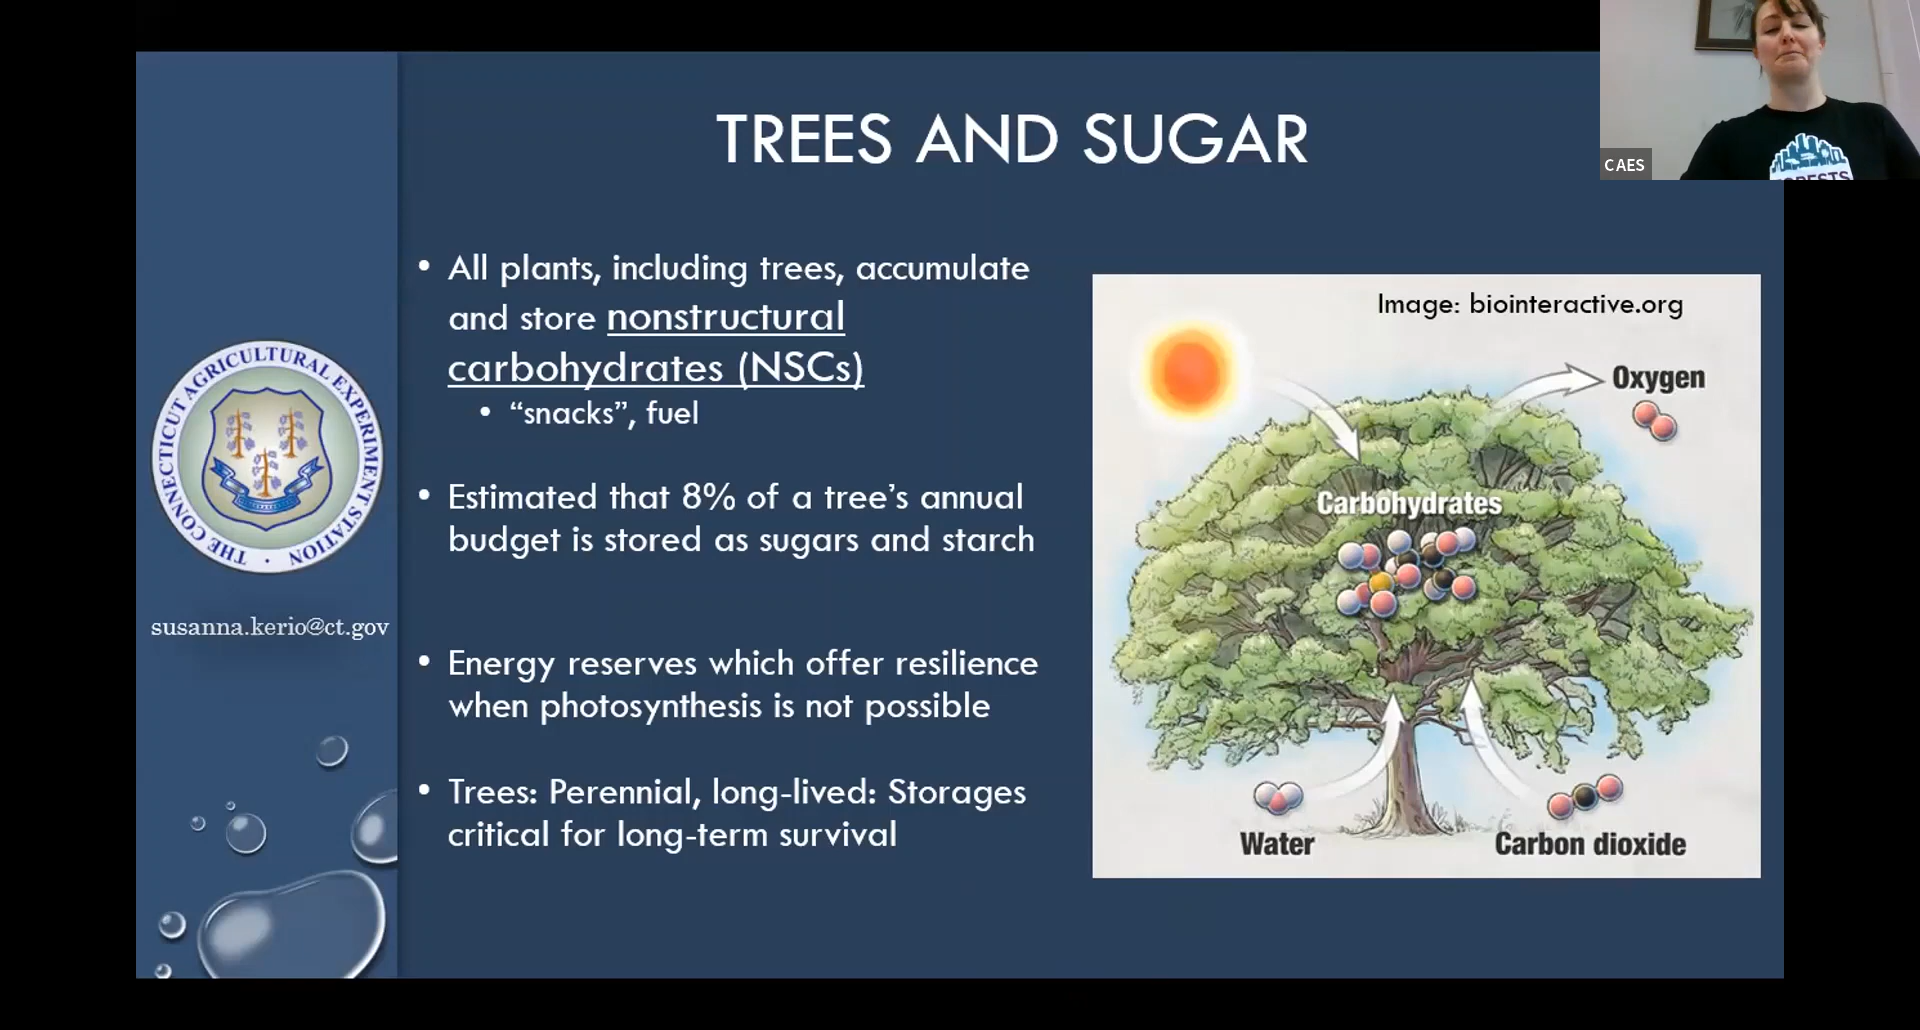 TREES AND SUGAR
CAES
• All plants, including trees, accumulate
and store nonstructural
carbohydrates (NSCs)
• “snacks”, fuel
• Estimated that 8% of a tree’s annual
budget is stored as sugars and starch
• Energy reserves which offer resilience
when photosynthesis is not possible
• Trees: Perennial, long-lived: Storages
critical for long-term survival
THE CONNECTICUT AGRICULTURAL EXPERIMENT STATION •
susanna.kerio@ct.gov
Image: biointeractive.org
Oxygen
Carbohydrates
Water
Carbon dioxide